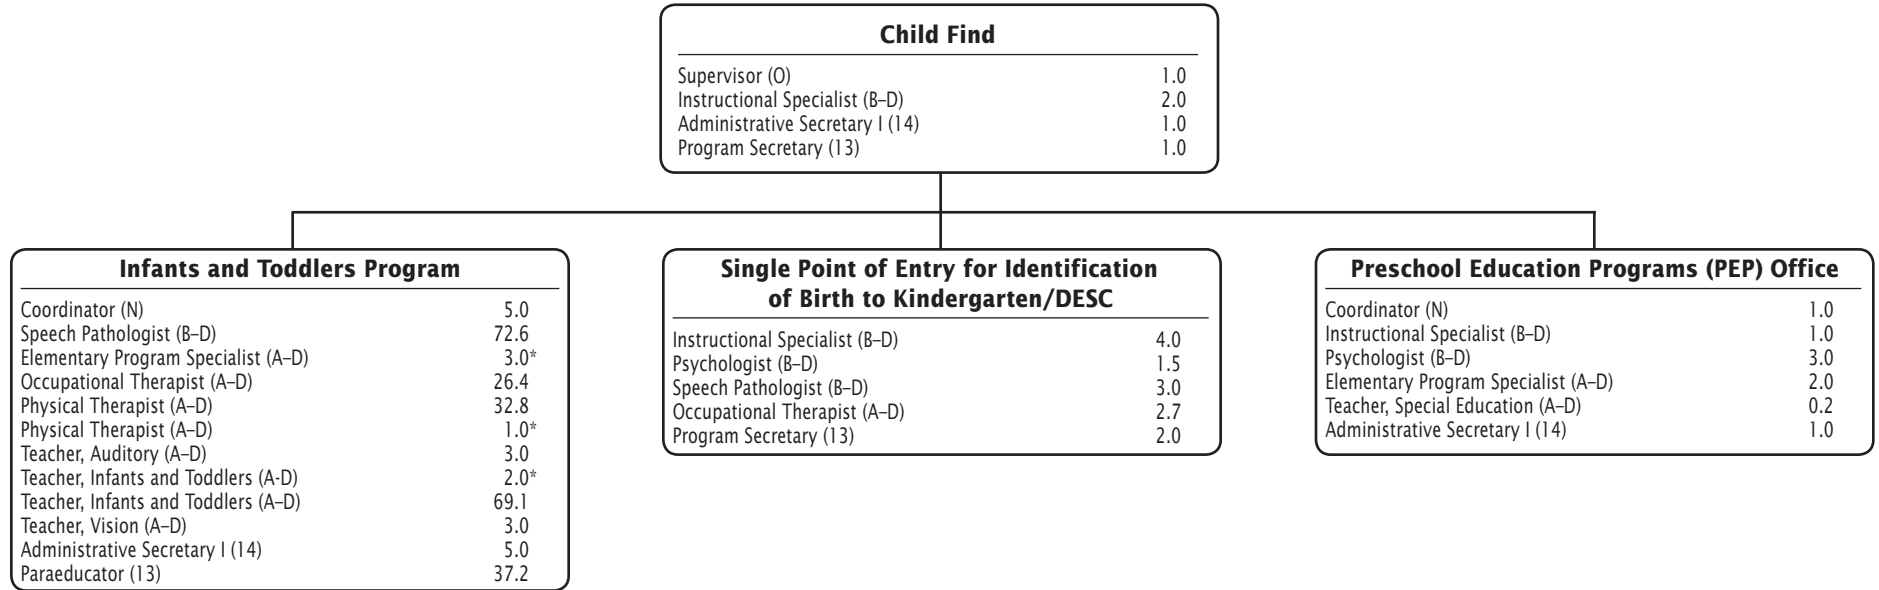 Child Find
Supervisor (O) 1.0
Instructional Specialist (B–D) 2.0
Administrative Secretary I (14) 1.0
Program Secretary (13) 1.0
Infants and Toddlers Program
Coordinator (N) 5.0
Speech Pathologist (B–D) 72.6
Elementary Program Specialist (A–D) 3.0*
Occupational Therapist (A–D) 26.4
Physical Therapist (A–D) 32.8
Physical Therapist (A–D) 1.0*
Teacher, Auditory (A–D) 3.0
Teacher, Infants and Toddlers (A-D) 2.0*
Teacher, Infants and Toddlers (A–D) 69.1
Teacher, Vision (A–D) 3.0
Administrative Secretary I (14) 5.0
Paraeducator (13) 37.2
Single Point of Entry for Identification
of Birth to Kindergarten/DESC
Instructional Specialist (B–D) 4.0
Psychologist (B–D) 1.5
Speech Pathologist (B–D) 3.0
Occupational Therapist (A–D) 2.7
Program Secretary (13) 2.0
Preschool Education Programs (PEP) Office
Coordinator (N) 1.0
Instructional Specialist (B–D) 1.0
Psychologist (B–D) 3.0
Elementary Program Specialist (A–D) 2.0
Teacher, Special Education (A–D) 0.2
Administrative Secretary I (14) 1.0